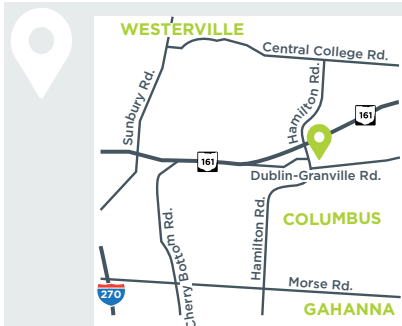 WESTERVILLE
Central College Rd.
Sunbury Rd.
Hamilton Rd.
161
161
Dublin-Granville Rd.
Cherry Bottom Rd.
Hamilton Rd.
COLUMBUS
Morse Rd.
270
GAHANNA